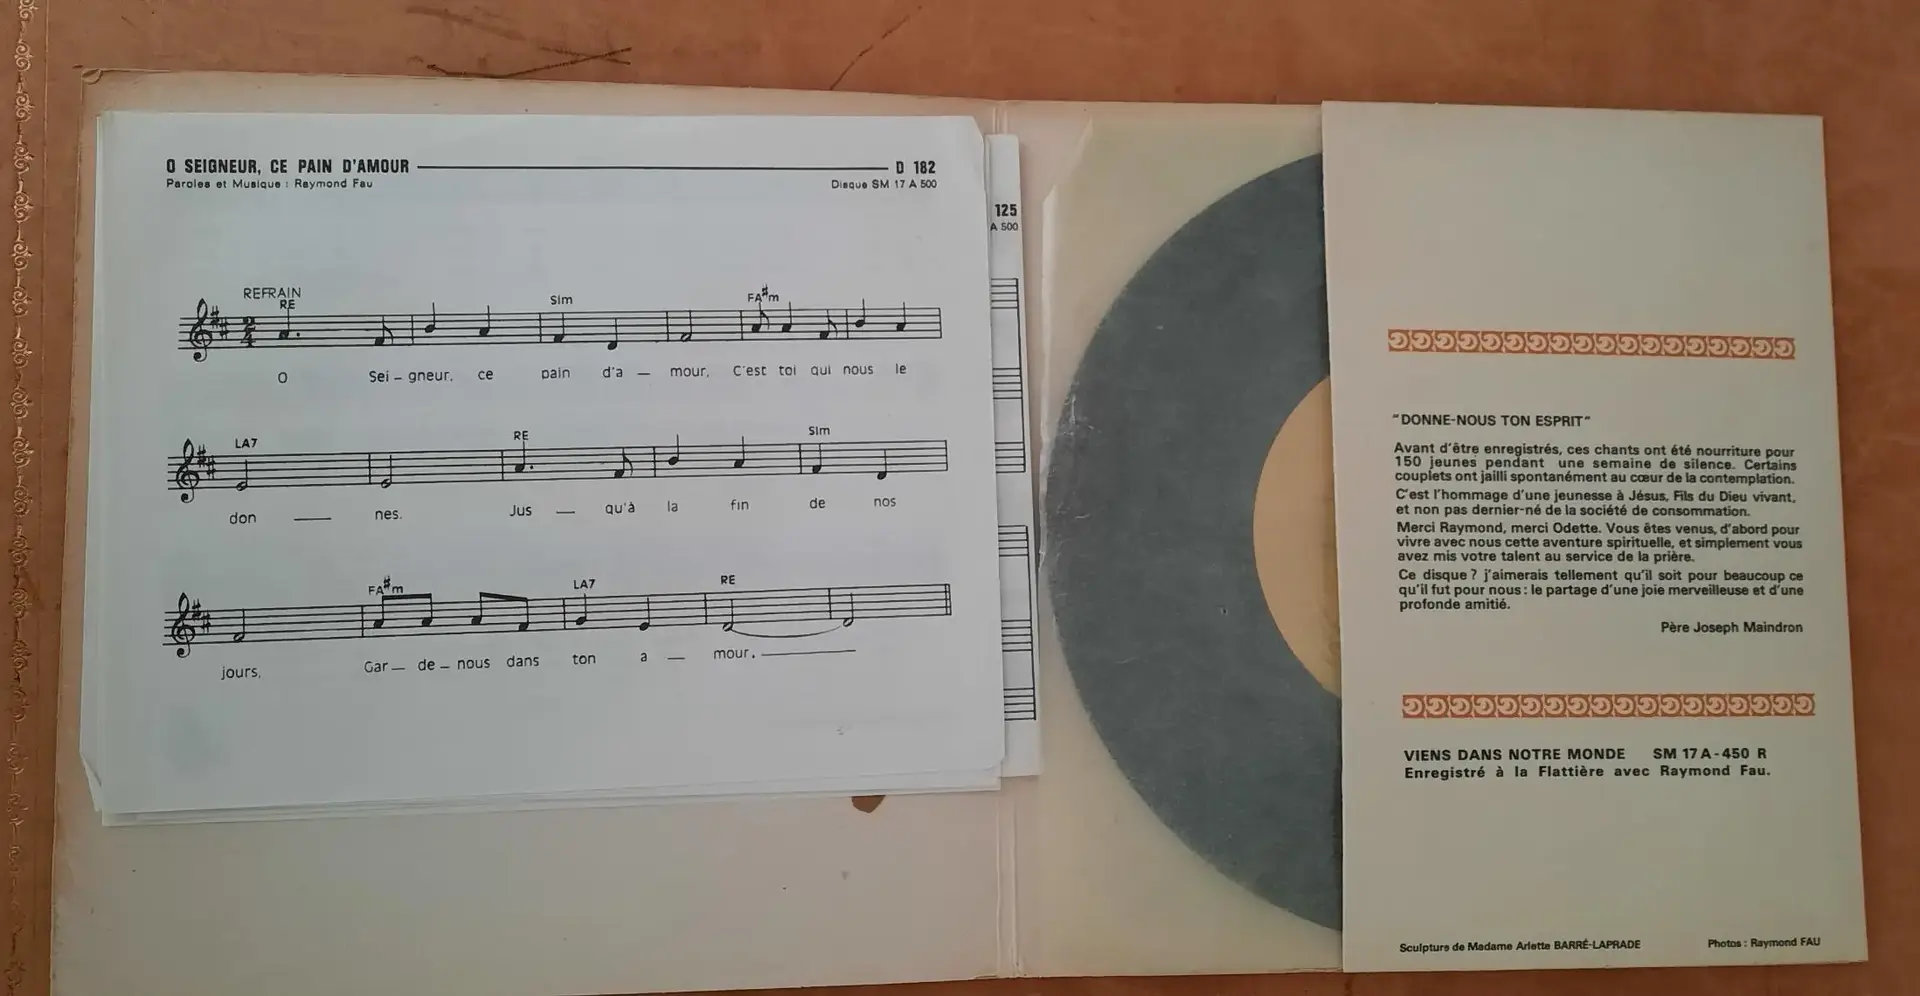 O SEIGNEUR, CE PAIN D'AMOUR D 182
Paroles et Musique : Raymond Fau Disque SM 17 A 500
REFRAIN
RE SIm FA♯m
2/4
O Sei – gneur, ce pain d'a — mour, C'est toi qui nous le
LA7 RE SIm
don — nes. Jus — qu'à la fin de nos
FA♯m LA7 RE
jours, Gar — de – nous dans ton a — mour. —
125
A 500
"DONNE-NOUS TON ESPRIT"
Avant d'être enregistrés, ces chants ont été nourriture pour
150 jeunes pendant une semaine de silence. Certains
couplets ont jailli spontanément au cœur de la contemplation.
C'est l'hommage d'une jeunesse à Jésus, Fils du Dieu vivant,
et non pas dernier-né de la société de consommation.
Merci Raymond, merci Odette. Vous êtes venus, d'abord pour
vivre avec nous cette aventure spirituelle, et simplement vous
avez mis votre talent au service de la prière.
Ce disque ? j'aimerais tellement qu'il soit pour beaucoup ce
qu'il fut pour nous : le partage d'une joie merveilleuse et d'une
profonde amitié.
Père Joseph Maindron
VIENS DANS NOTRE MONDE SM 17 A - 450 R
Enregistré à la Flattière avec Raymond Fau.
Sculpture de Madame Arlette BARRÉ-LAPRADE Photos : Raymond FAU